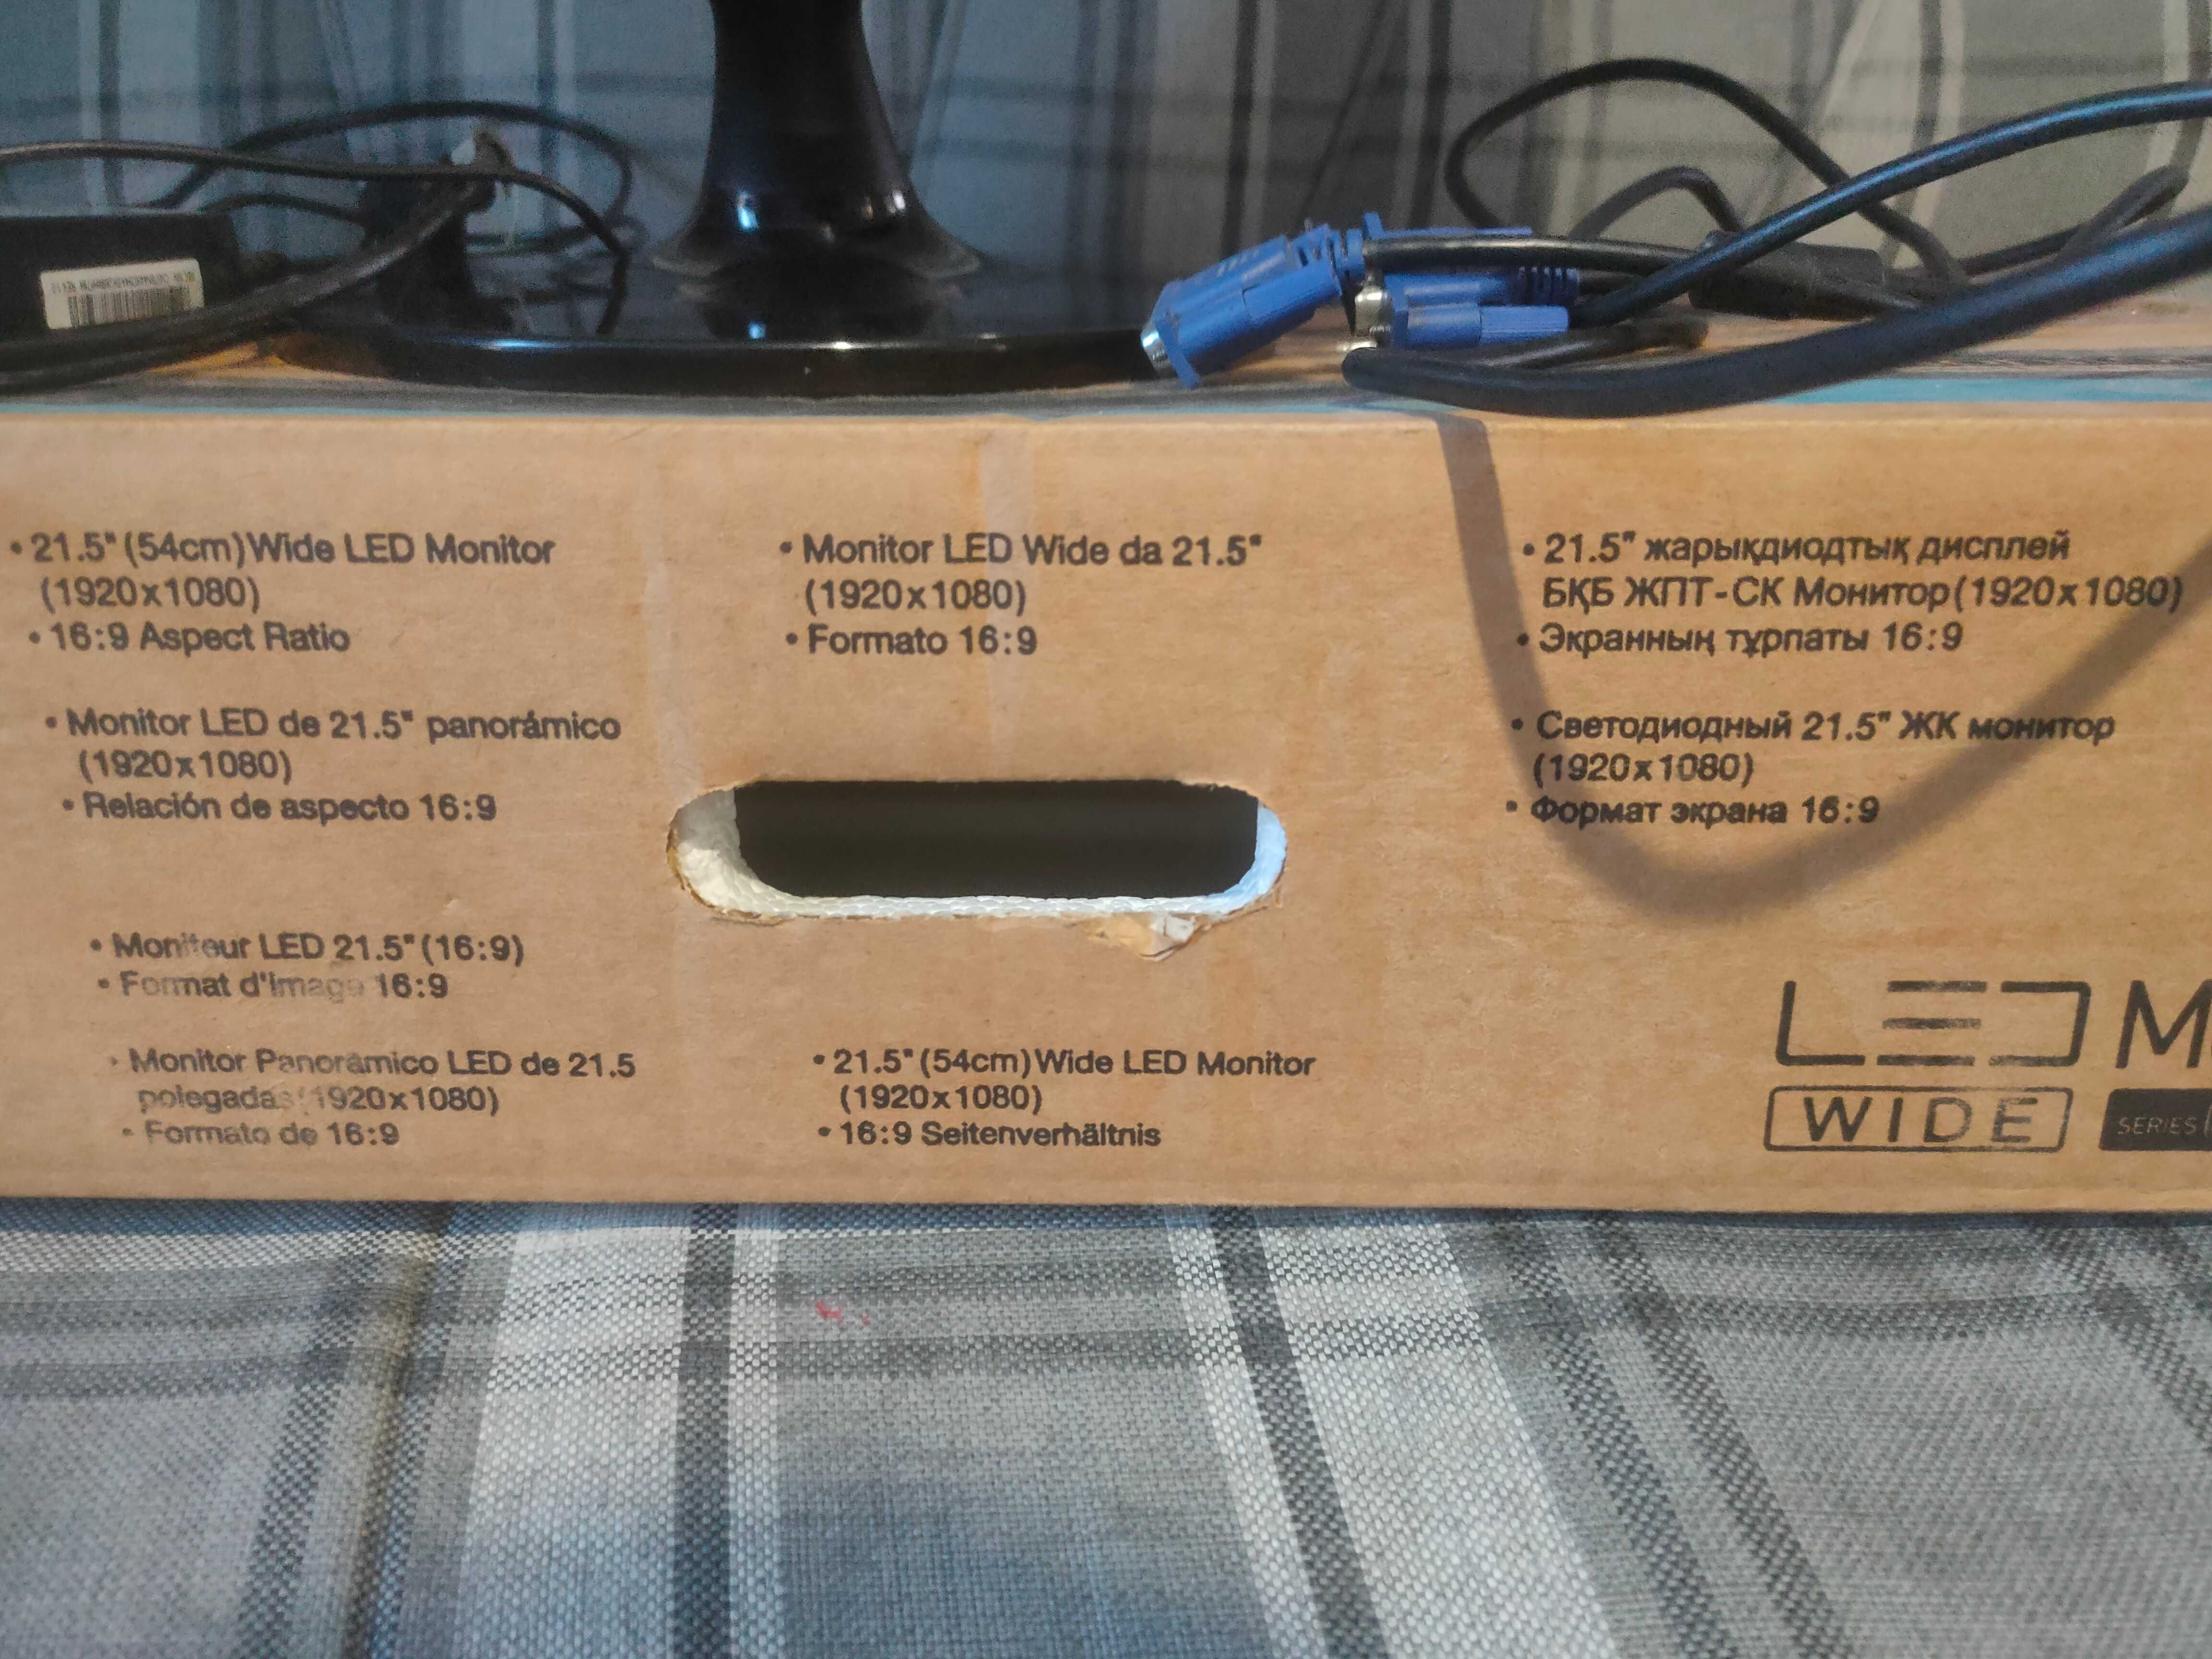 • 21.5" (54cm) Wide LED Monitor
(1920x1080)
• 16:9 Aspect Ratio
• Monitor LED de 21.5" panorámico
(1920x1080)
• Relación de aspecto 16:9
• Moniteur LED 21.5" (16:9)
• Format d'image 16:9
• Monitor Panorâmico LED de 21.5
polegadas (1920x1080)
• Formato de 16:9
• Monitor LED Wide da 21.5"
(1920x1080)
• Formato 16:9
• 21.5" (54cm) Wide LED Monitor
(1920x1080)
• 16:9 Seitenverhältnis
• 21.5" жарықдиодтық дисплей
БҚБ ЖПТ-СК Монитор (1920x1080)
• Экранның тұрпаты 16:9
• Светодиодный 21.5" ЖК монитор
(1920x1080)
• Формат экрана 16:9
LED M
WIDE SERIES